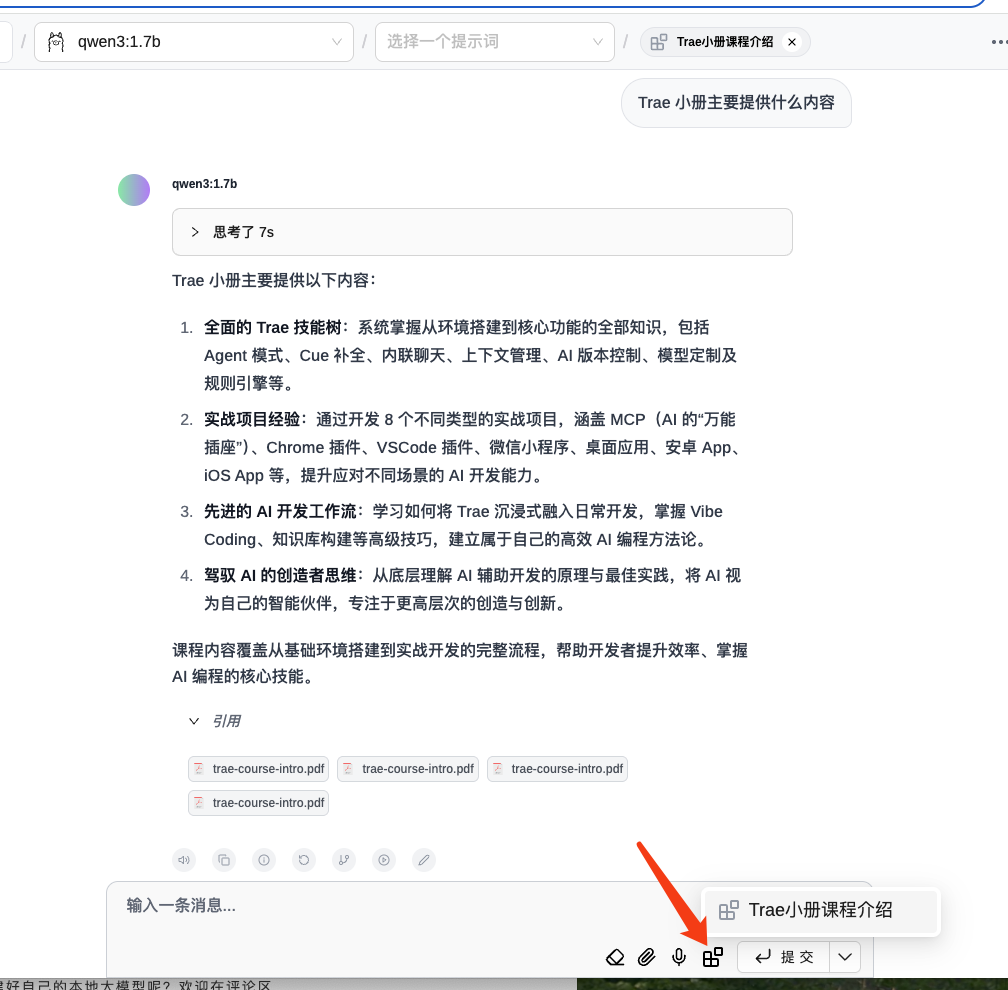 / qwen3:1.7b / 选择一个提示词 / Trae小册课程介绍
Trae 小册主要提供什么内容
qwen3:1.7b
思考了 7s
Trae 小册主要提供以下内容：
1. 全面的 Trae 技能树：系统掌握从环境搭建到核心功能的全部知识，包括
Agent 模式、Cue 补全、内联聊天、上下文管理、AI 版本控制、模型定制及
规则引擎等。
2. 实战项目经验：通过开发 8 个不同类型的实战项目，涵盖 MCP（AI 的“万能
插座”）、Chrome 插件、VSCode 插件、微信小程序、桌面应用、安卓 App、
iOS App 等，提升应对不同场景的 AI 开发能力。
3. 先进的 AI 开发工作流：学习如何将 Trae 沉浸式融入日常开发，掌握 Vibe
Coding、知识库构建等高级技巧，建立属于自己的高效 AI 编程方法论。
4. 驾驭 AI 的创造者思维：从底层理解 AI 辅助开发的原理与最佳实践，将 AI 视
为自己的智能伙伴，专注于更高层次的创造与创新。
课程内容覆盖从基础环境搭建到实战开发的完整流程，帮助开发者提升效率、掌握
AI 编程的核心技能。
引用
trae-course-intro.pdf trae-course-intro.pdf trae-course-intro.pdf
trae-course-intro.pdf
输入一条消息...
Trae小册课程介绍
提 交
好自己的本地大模型呢？欢迎在评论区